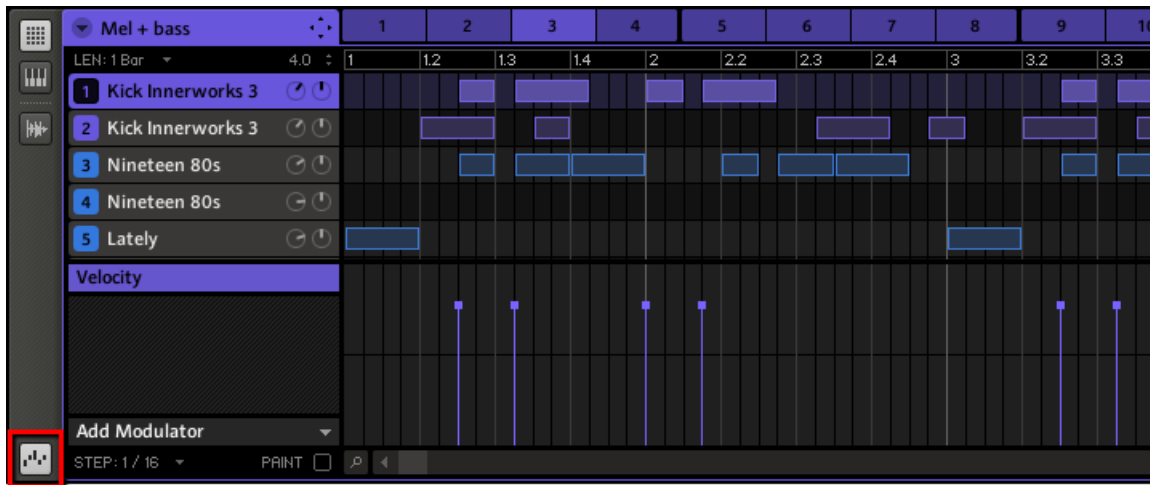 Mel + bass 1 2 3 4 5 6 7 8 9
LEN: 1 Bar 4.0 1 1.2 1.3 1.4 2 2.2 2.3 2.4 3 3.2 3.3
1 Kick Innerworks 3
2 Kick Innerworks 3
3 Nineteen 80s
4 Nineteen 80s
5 Lately
Velocity
Add Modulator
STEP: 1 / 16 PAINT